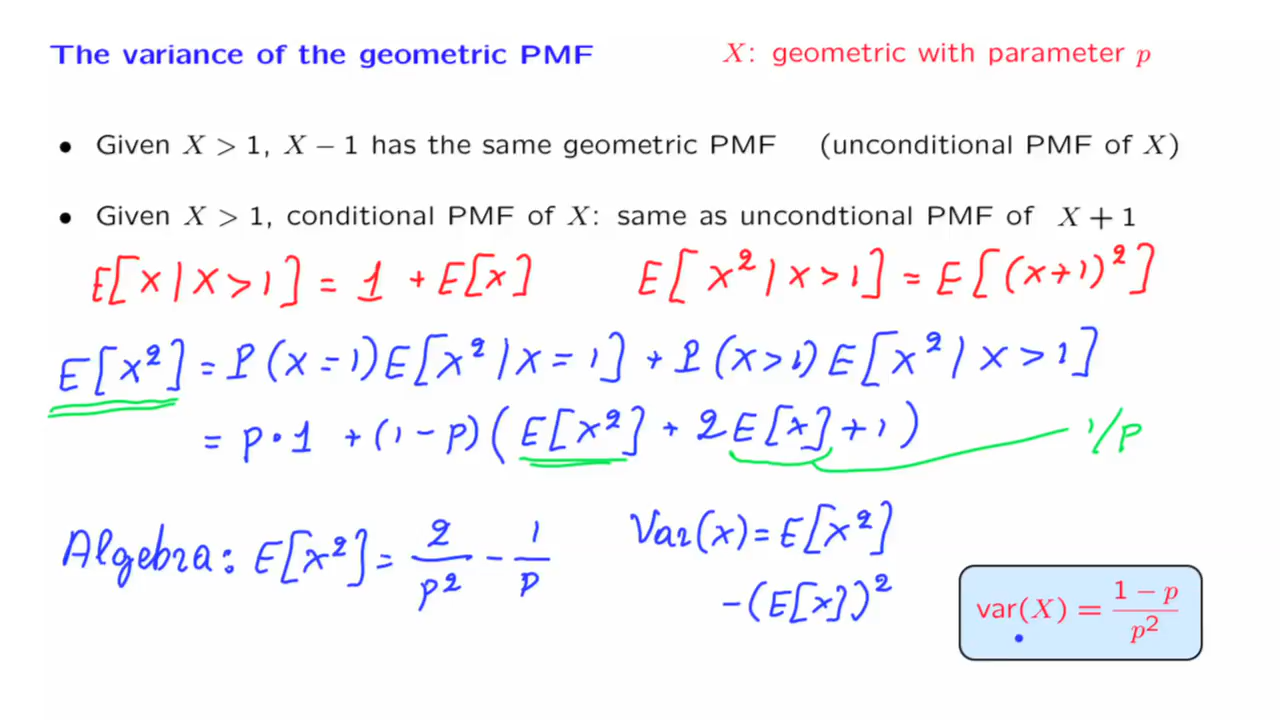 The variance of the geometric PMF
X: geometric with parameter p
• Given X > 1, X − 1 has the same geometric PMF (unconditional PMF of X)
• Given X > 1, conditional PMF of X: same as uncondtional PMF of X + 1
E[X | X > 1] = 1 + E[X]
E[X² | X > 1] = E[(X+1)²]
E[X²] = P(X = 1) E[X² | X = 1] + P(X > 1) E[X² | X > 1]
= p · 1 + (1 − p)(E[X²] + 2E[X] + 1)
1/p
Algebra: E[X²] = 2/p² − 1/p
Var(X) = E[X²]
− (E[X])²
var(X) = (1 − p)/p²